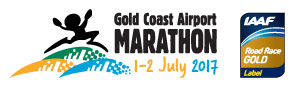 Gold Coast Airport
MARATHON
1-2 July 2017
IAAF
Road Race
GOLD
Label